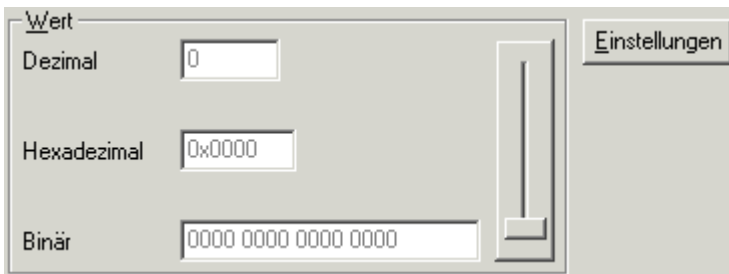 Wert
Dezimal
0
Einstellungen
Hexadezimal
0x0000
Binär
0000 0000 0000 0000